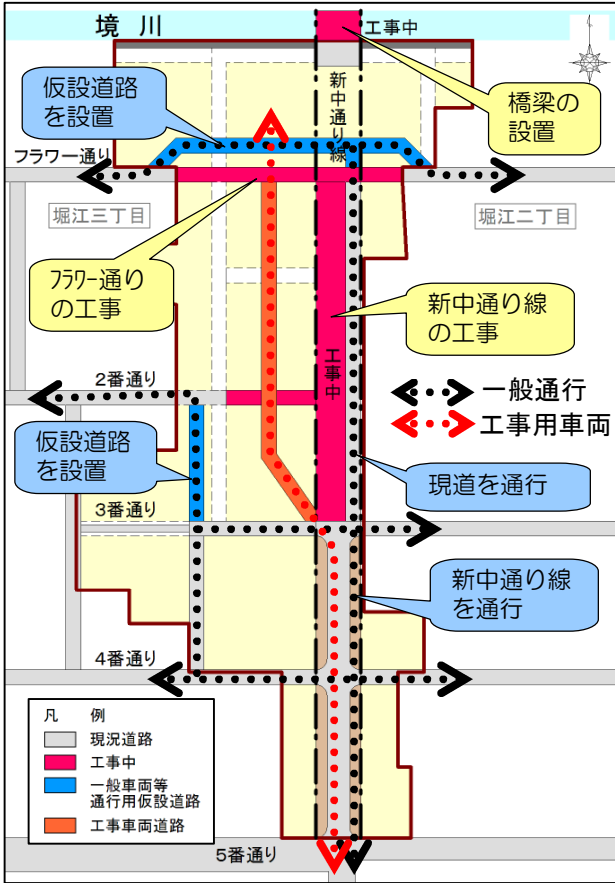 境 川
工事中
仮設道路
を設置
新中通り線
橋梁の
設置
フラワー通り
堀江三丁目
堀江二丁目
フラワー通り
の工事
新中通り線
の工事
工事中
2番通り
一般通行
工事用車両
仮設道路
を設置
現道を通行
3番通り
新中通り線
を通行
4番通り
凡 例
現況道路
工事中
一般車両等
通行用仮設道路
工事車両道路
5番通り